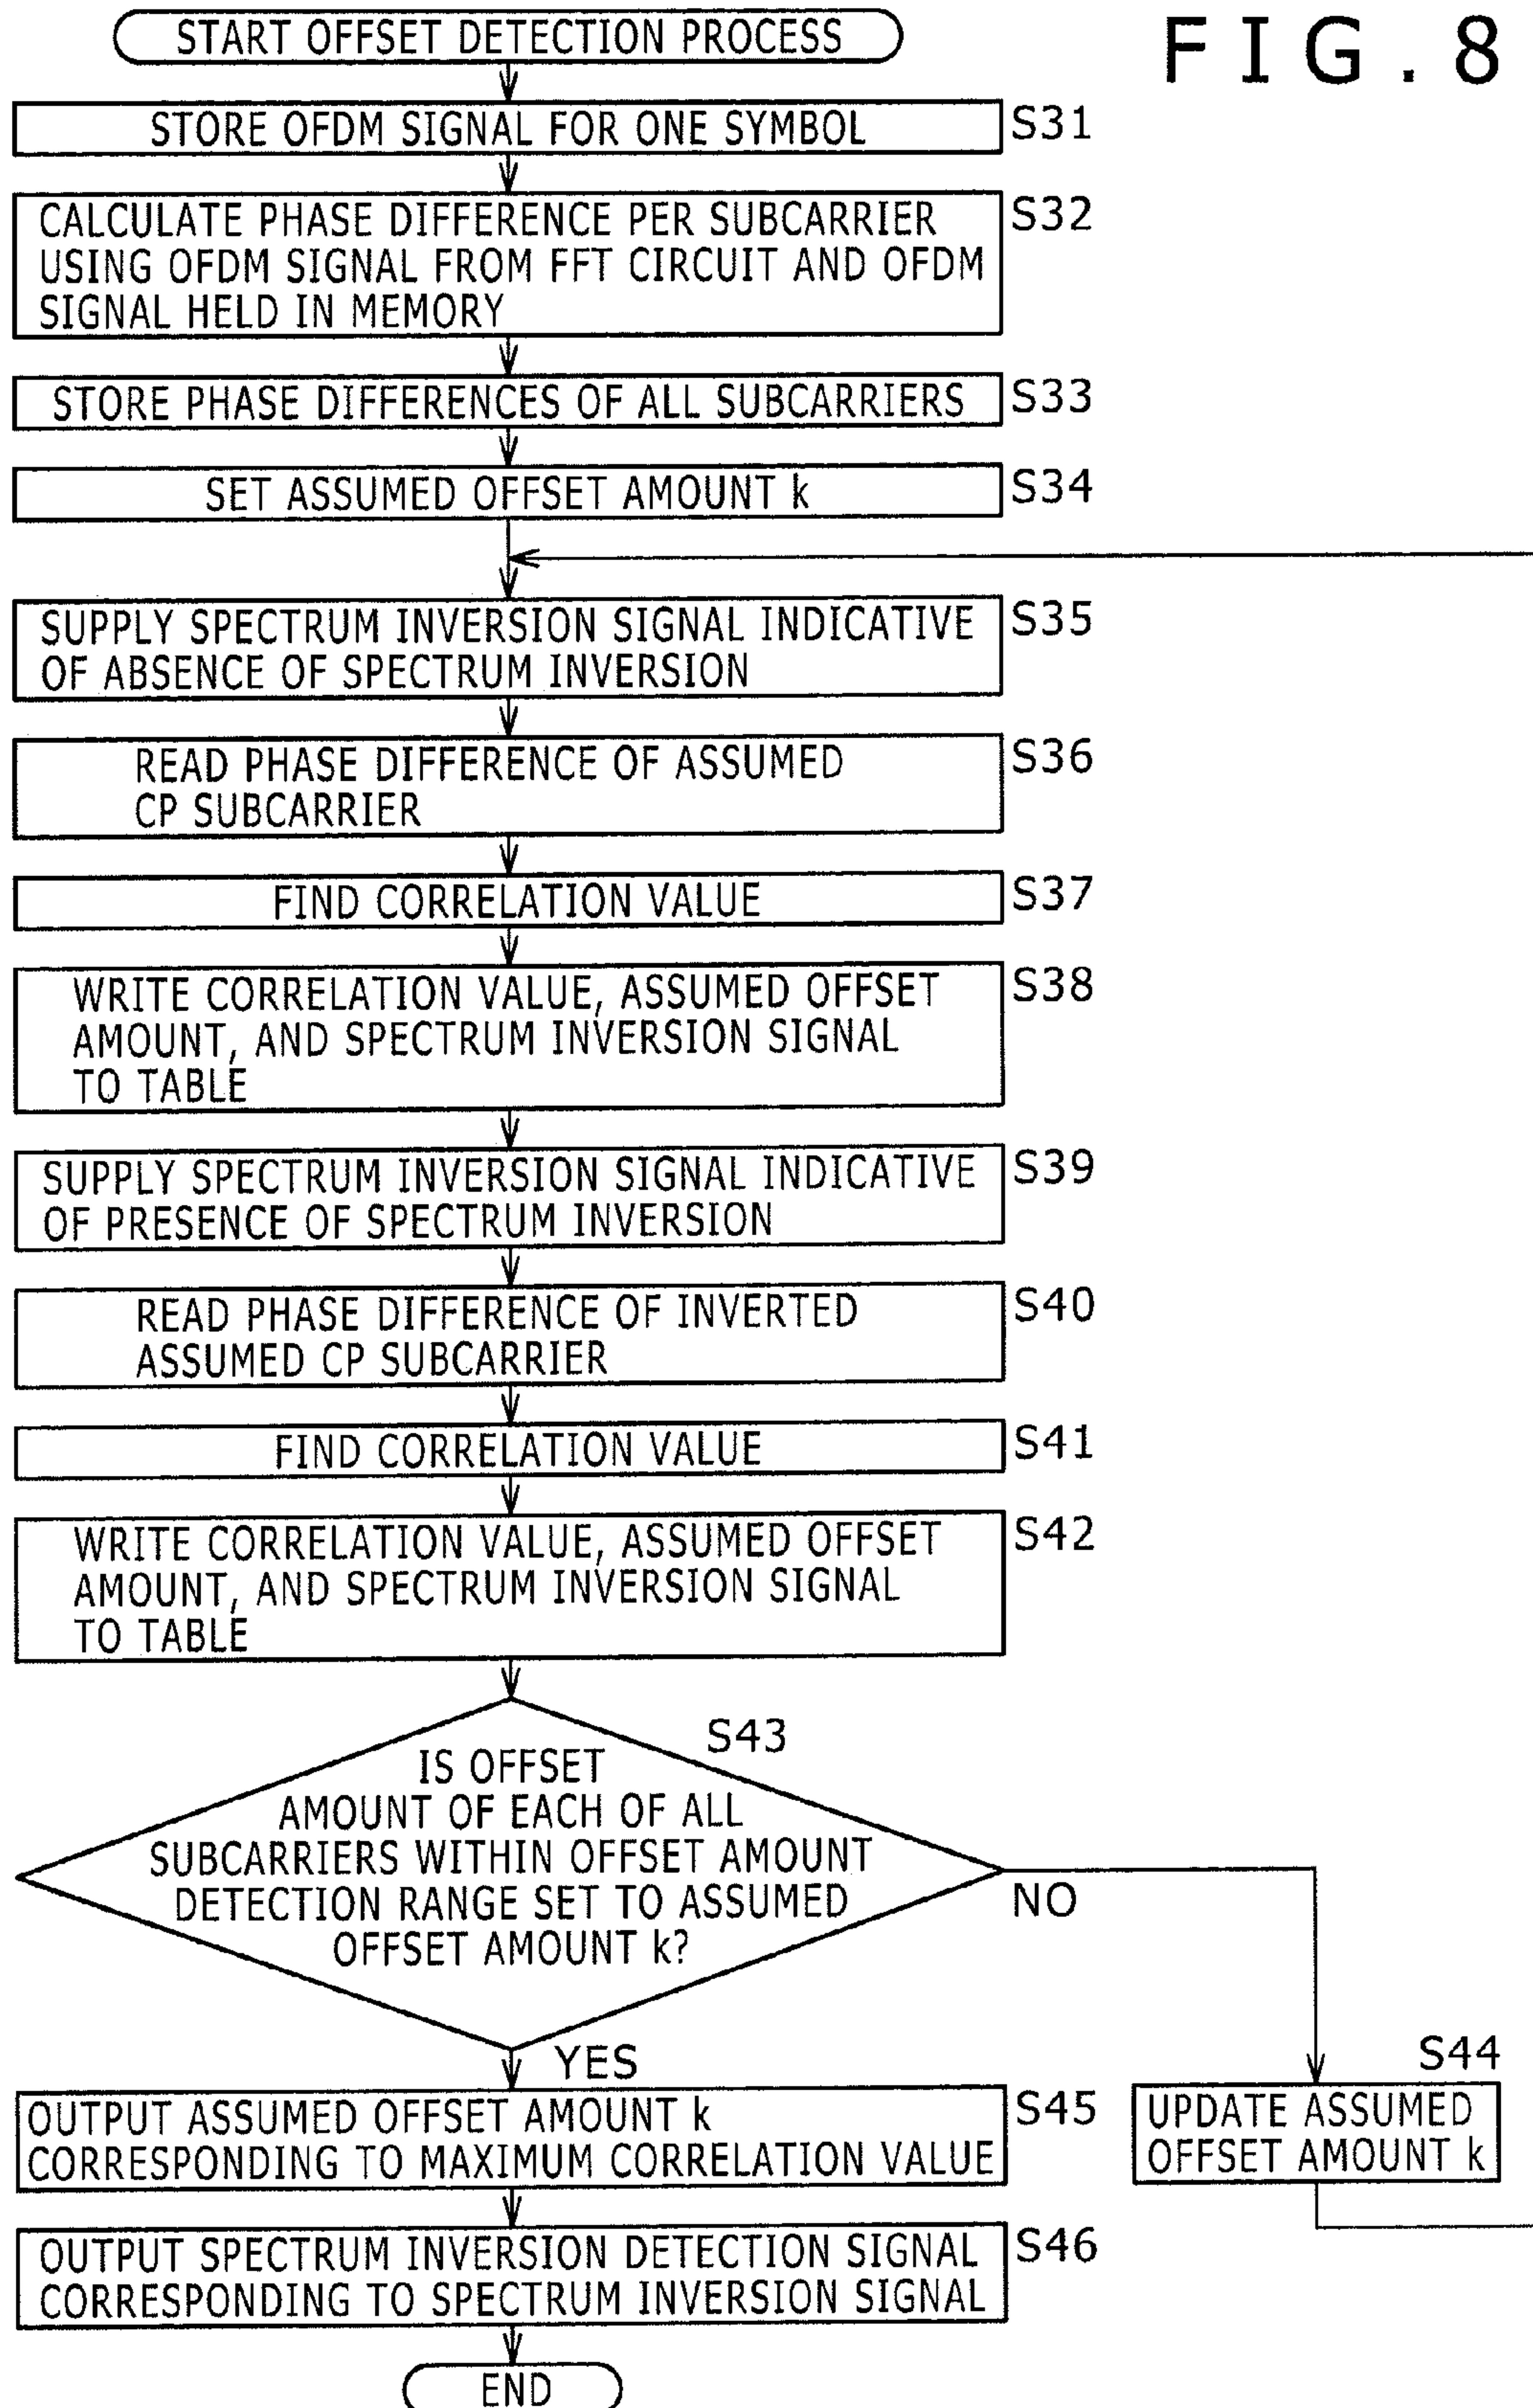 FIG.8
START OFFSET DETECTION PROCESS
STORE OFDM SIGNAL FOR ONE SYMBOL
S31
CALCULATE PHASE DIFFERENCE PER SUBCARRIER
USING OFDM SIGNAL FROM FFT CIRCUIT AND OFDM
SIGNAL HELD IN MEMORY
S32
STORE PHASE DIFFERENCES OF ALL SUBCARRIERS
S33
SET ASSUMED OFFSET AMOUNT k
S34
SUPPLY SPECTRUM INVERSION SIGNAL INDICATIVE
OF ABSENCE OF SPECTRUM INVERSION
S35
READ PHASE DIFFERENCE OF ASSUMED
CP SUBCARRIER
S36
FIND CORRELATION VALUE
S37
WRITE CORRELATION VALUE, ASSUMED OFFSET
AMOUNT, AND SPECTRUM INVERSION SIGNAL
TO TABLE
S38
SUPPLY SPECTRUM INVERSION SIGNAL INDICATIVE
OF PRESENCE OF SPECTRUM INVERSION
S39
READ PHASE DIFFERENCE OF INVERTED
ASSUMED CP SUBCARRIER
S40
FIND CORRELATION VALUE
S41
WRITE CORRELATION VALUE, ASSUMED OFFSET
AMOUNT, AND SPECTRUM INVERSION SIGNAL
TO TABLE
S42
S43
IS OFFSET
AMOUNT OF EACH OF ALL
SUBCARRIERS WITHIN OFFSET AMOUNT
DETECTION RANGE SET TO ASSUMED
OFFSET AMOUNT k?
NO
YES
S44
UPDATE ASSUMED
OFFSET AMOUNT k
OUTPUT ASSUMED OFFSET AMOUNT k
CORRESPONDING TO MAXIMUM CORRELATION VALUE
S45
OUTPUT SPECTRUM INVERSION DETECTION SIGNAL
CORRESPONDING TO SPECTRUM INVERSION SIGNAL
S46
END